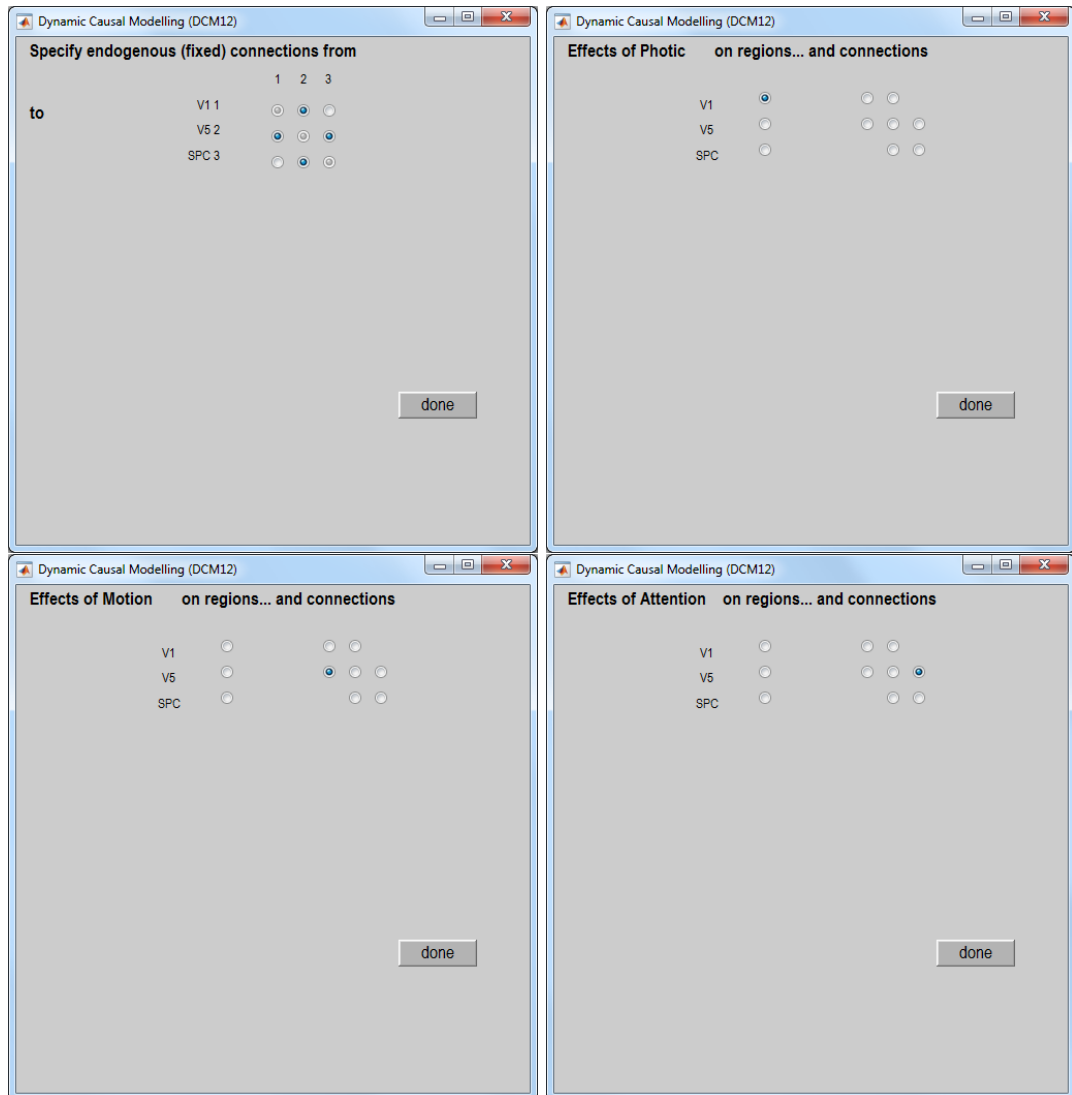 Dynamic Causal Modelling (DCM12)
Specify endogenous (fixed) connections from
1 2 3
to
V1 1
V5 2
SPC 3
done
Dynamic Causal Modelling (DCM12)
Effects of Photic on regions... and connections
V1
V5
SPC
done
Dynamic Causal Modelling (DCM12)
Effects of Motion on regions... and connections
V1
V5
SPC
done
Dynamic Causal Modelling (DCM12)
Effects of Attention on regions... and connections
V1
V5
SPC
done